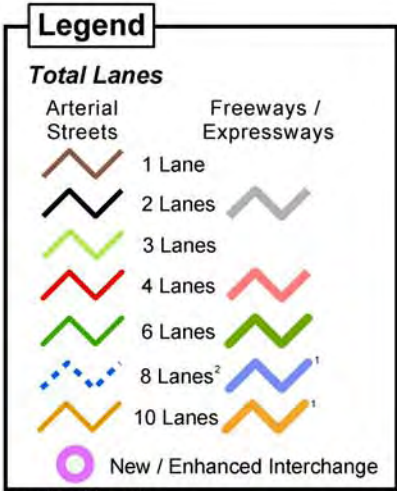 Legend
Total Lanes
Arterial Streets
Freeways / Expressways
1 Lane
2 Lanes
3 Lanes
4 Lanes
6 Lanes
1 8 Lanes2 1
10 Lanes 1
New / Enhanced Interchange